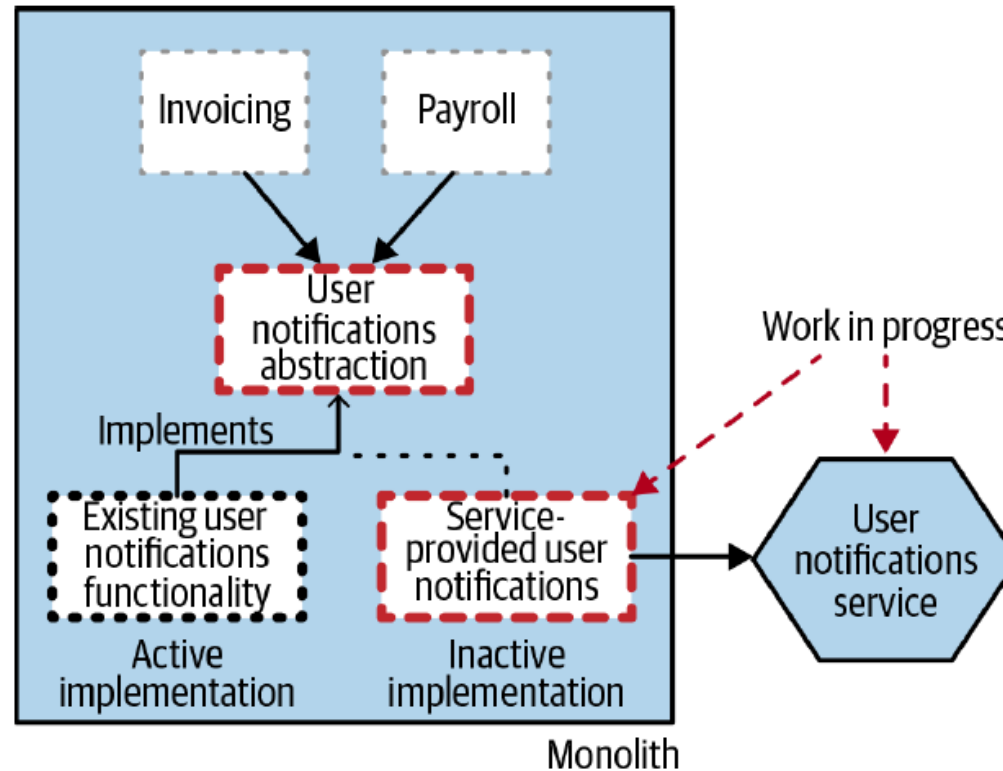 Invoicing
Payroll
User
notifications
abstraction
Work in progress
Implements
Existing user
notifications
functionality
Service-
provided user
notifications
User
notifications
service
Active
implementation
Inactive
implementation
Monolith